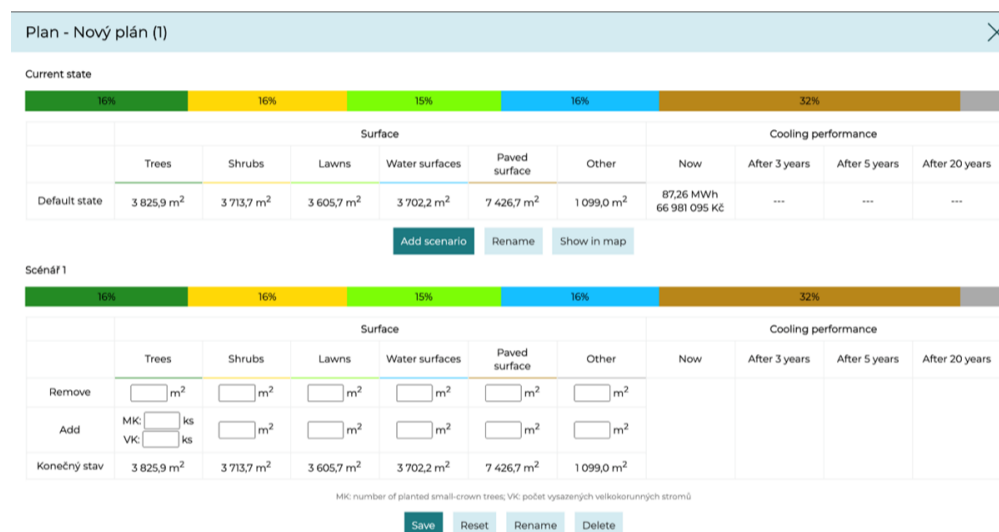 Plan - Nový plán (1)
Current state
16% 16% 15% 16% 32%
Surface Cooling performance
Trees Shrubs Lawns Water surfaces Paved surface Other Now After 3 years After 5 years After 20 years
Default state 3 825,9 m² 3 713,7 m² 3 605,7 m² 3 702,2 m² 7 426,7 m² 1 099,0 m² 87,26 MWh 66 981 095 Kč --- --- ---
Add scenario Rename Show in map
Scénář 1
16% 16% 15% 16% 32%
Surface Cooling performance
Trees Shrubs Lawns Water surfaces Paved surface Other Now After 3 years After 5 years After 20 years
Remove m² m² m² m² m² m²
Add MK: ks VK: ks m² m² m² m² m²
Konečný stav 3 825,9 m² 3 713,7 m² 3 605,7 m² 3 702,2 m² 7 426,7 m² 1 099,0 m²
MK: number of planted small-crown trees; VK: počet vysazených velkokorunných stromů
Save Reset Rename Delete